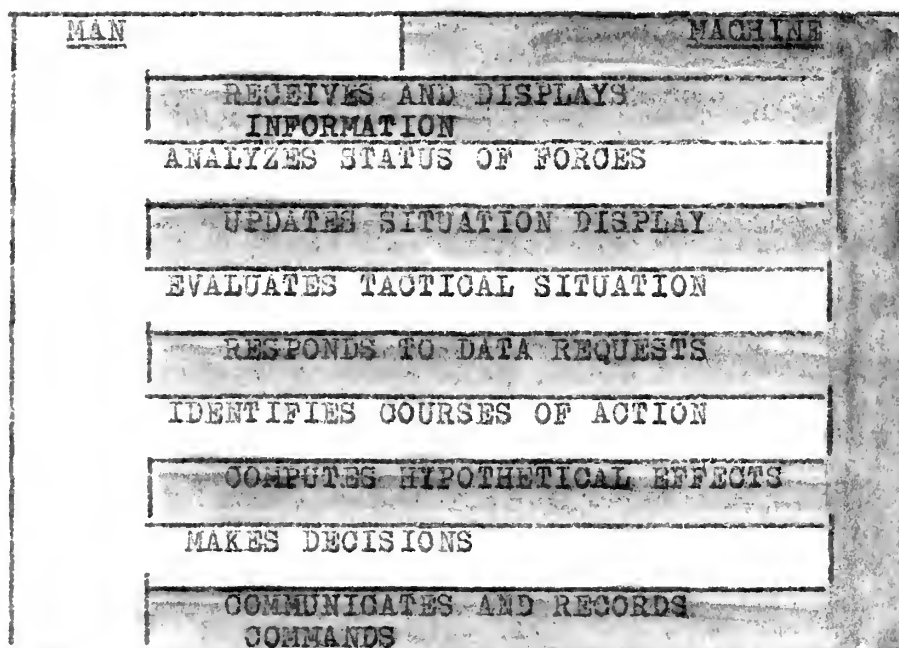 MAN MACHINE
RECEIVES AND DISPLAYS
INFORMATION
ANALYZES STATUS OF FORCES
UPDATES SITUATION DISPLAY
EVALUATES TACTICAL SITUATION
RESPONDS TO DATA REQUESTS
IDENTIFIES COURSES OF ACTION
COMPUTES HIPOTHETICAL EFFECTS
MAKES DECISIONS
COMMUNICATES AND RECORDS
COMMANDS